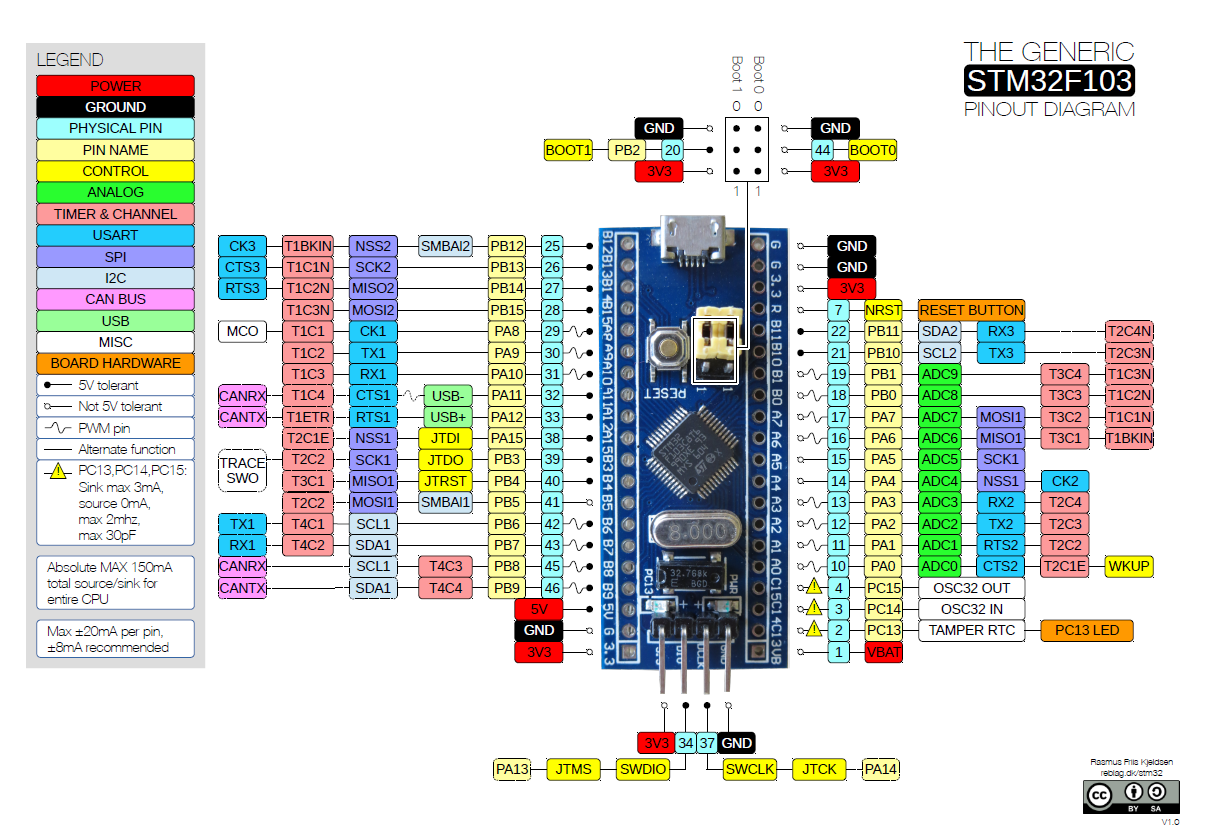 LEGEND
POWER
GROUND
PHYSICAL PIN
PIN NAME
CONTROL
ANALOG
TIMER & CHANNEL
USART
SPI
I2C
CAN BUS
USB
MISC
BOARD HARDWARE
5V tolerant
Not 5V tolerant
PWM pin
Alternate function
PC13,PC14,PC15:
Sink max 3mA,
source 0mA,
max 2mhz,
max 30pF
Absolute MAX 150mA
total source/sink for
entire CPU
Max ±20mA per pin,
±8mA recommended
THE GENERIC
STM32F103
PINOUT DIAGRAM
Boot 1 Boot 0
GND GND
BOOT1 PB2 20 44 BOOT0
3V3 3V3
1 1
CK3 T1BKIN NSS2 SMBAI2 PB12 25
CTS3 T1C1N SCK2 PB13 26
RTS3 T1C2N MISO2 PB14 27
T1C3N MOSI2 PB15 28
MCO T1C1 CK1 PA8 29
T1C2 TX1 PA9 30
T1C3 RX1 PA10 31
CANRX T1C4 CTS1 USB- PA11 32
CANTX T1ETR RTS1 USB+ PA12 33
T2C1E NSS1 JTDI PA15 38
TRACE SWO T2C2 SCK1 JTDO PB3 39
T3C1 MISO1 JTRST PB4 40
T2C2 MOSI1 SMBAI1 PB5 41
TX1 T4C1 SCL1 PB6 42
RX1 T4C2 SDA1 PB7 43
CANRX SCL1 T4C3 PB8 45
CANTX SDA1 T4C4 PB9 46
5V
GND
3V3
B12 B13 B14 B15 A8 A9 A10 A11 A12 A15 B3 B4 B5 B6 B7 B8 B9 5V G 3.3
RESET
1 1
8.000
32.768k
PC13 PWR
G G 3.3 R B11 B10 B1 B0 A7 A6 A5 A4 A3 A2 A1 A0 C15 C14 C13 VB
GND
GND
3V3
7 NRST RESET BUTTON
22 PB11 SDA2 RX3 T2C4N
21 PB10 SCL2 TX3 T2C3N
19 PB1 ADC9 T3C4 T1C3N
18 PB0 ADC8 T3C3 T1C2N
17 PA7 ADC7 MOSI1 T3C2 T1C1N
16 PA6 ADC6 MISO1 T3C1 T1BKIN
15 PA5 ADC5 SCK1
14 PA4 ADC4 NSS1 CK2
13 PA3 ADC3 RX2 T2C4
12 PA2 ADC2 TX2 T2C3
11 PA1 ADC1 RTS2 T2C2
10 PA0 ADC0 CTS2 T2C1E WKUP
4 PC15 OSC32 OUT
3 PC14 OSC32 IN
2 PC13 TAMPER RTC PC13 LED
1 VBAT
3V3 34 37 GND
PA13 JTMS SWDIO SWCLK JTCK PA14
Rasmus Friis Kjeldsen
reblag.dk/stm32
cc BY SA
V1.0